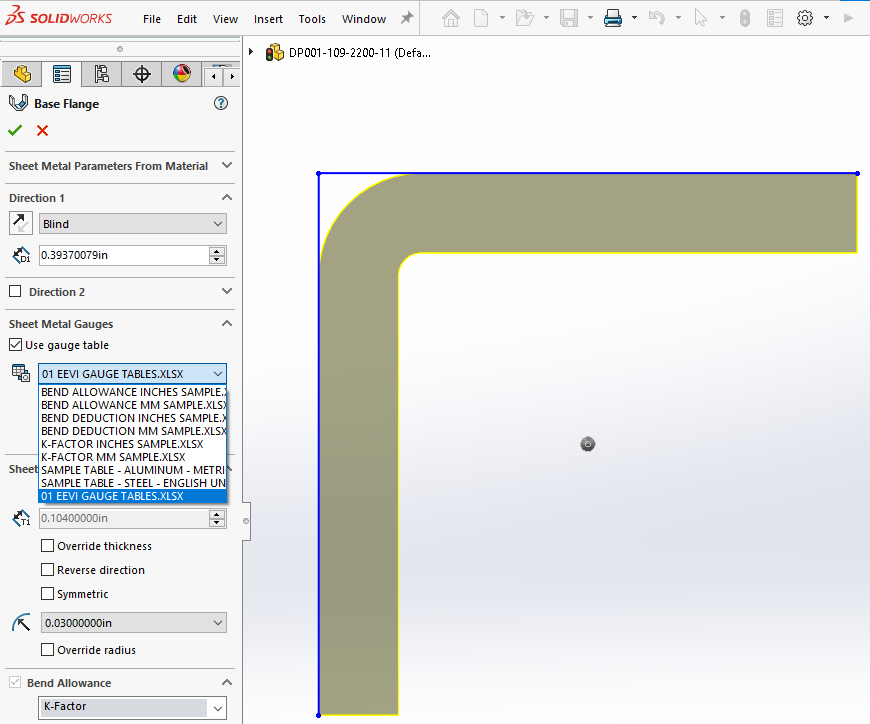 SOLIDWORKS File Edit View Insert Tools Window
DP001-109-2200-11 (Defa...
Base Flange
Sheet Metal Parameters From Material
Direction 1
Blind
D1 0.39370079in
Direction 2
Sheet Metal Gauges
Use gauge table
01 EEVI GAUGE TABLES.XLSX
BEND ALLOWANCE INCHES SAMPLE.
BEND ALLOWANCE MM SAMPLE.XLSX
BEND DEDUCTION INCHES SAMPLE.
BEND DEDUCTION MM SAMPLE.XLSX
K-FACTOR INCHES SAMPLE.XLSX
K-FACTOR MM SAMPLE.XLSX
SAMPLE TABLE - ALUMINUM - METRI
SAMPLE TABLE - STEEL - ENGLISH UN
01 EEVI GAUGE TABLES.XLSX
Sheet
T1 0.10400000in
Override thickness
Reverse direction
Symmetric
0.03000000in
Override radius
Bend Allowance
K-Factor